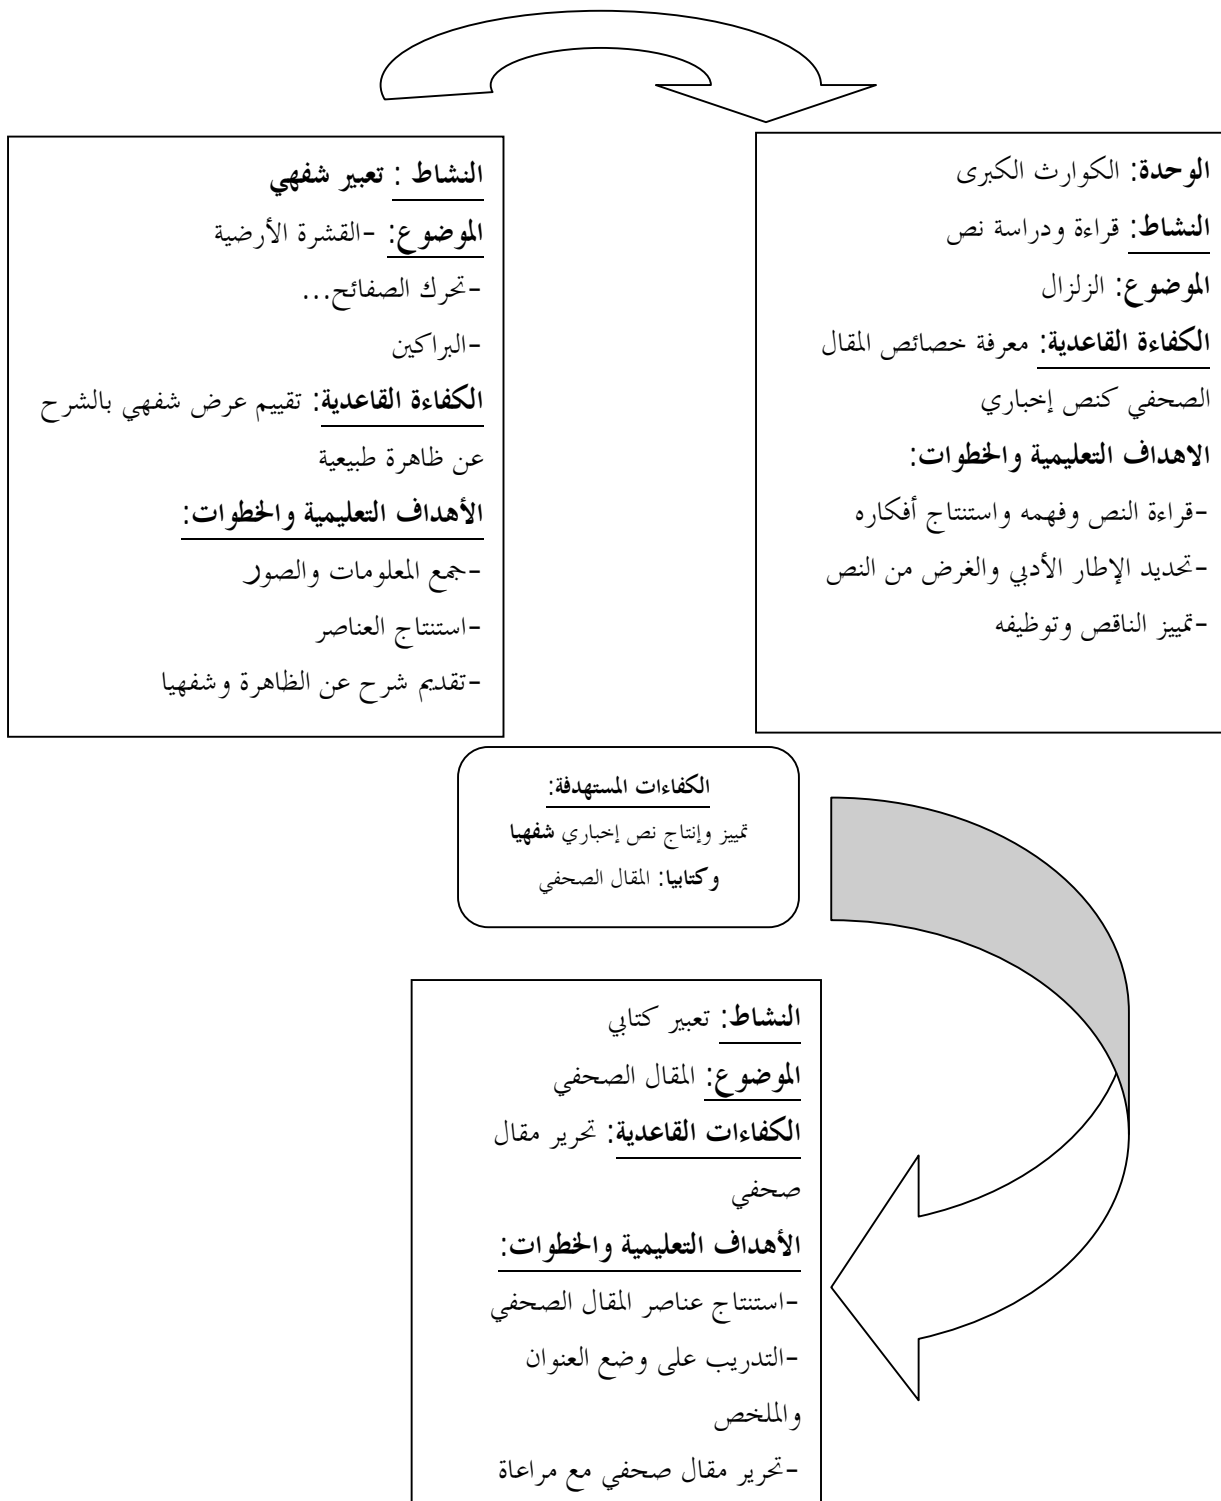 الوحدة: الكوارث الكبرى
النشاط: قراءة ودراسة نص
الموضوع: الزلزال
الكفاءة القاعدية: معرفة خصائص المقال
الصحفي كنص إخباري
الاهداف التعليمية والخطوات:
-قراءة النص وفهمه واستنتاج أفكاره
-تحديد الإطار الأدبي والغرض من النص
-تمييز الناقص وتوظيفه
النشاط : تعبير شفهي
الموضوع: -القشرة الأرضية
-تحرك الصفائح...
-البراكين
الكفاءة القاعدية: تقييم عرض شفهي بالشرح
عن ظاهرة طبيعية
الأهداف التعليمية والخطوات:
-جمع المعلومات والصور
-استنتاج العناصر
-تقديم شرح عن الظاهرة وشفهيا
الكفاءات المستهدفة:
تمييز وإنتاج نص إخباري شفهيا
وكتابيا: المقال الصحفي
النشاط: تعبير كتابي
الموضوع: المقال الصحفي
الكفاءات القاعدية: تحرير مقال
صحفي
الأهداف التعليمية والخطوات:
-استنتاج عناصر المقال الصحفي
-التدريب على وضع العنوان
والملخص
-تحرير مقال صحفي مع مراعاة